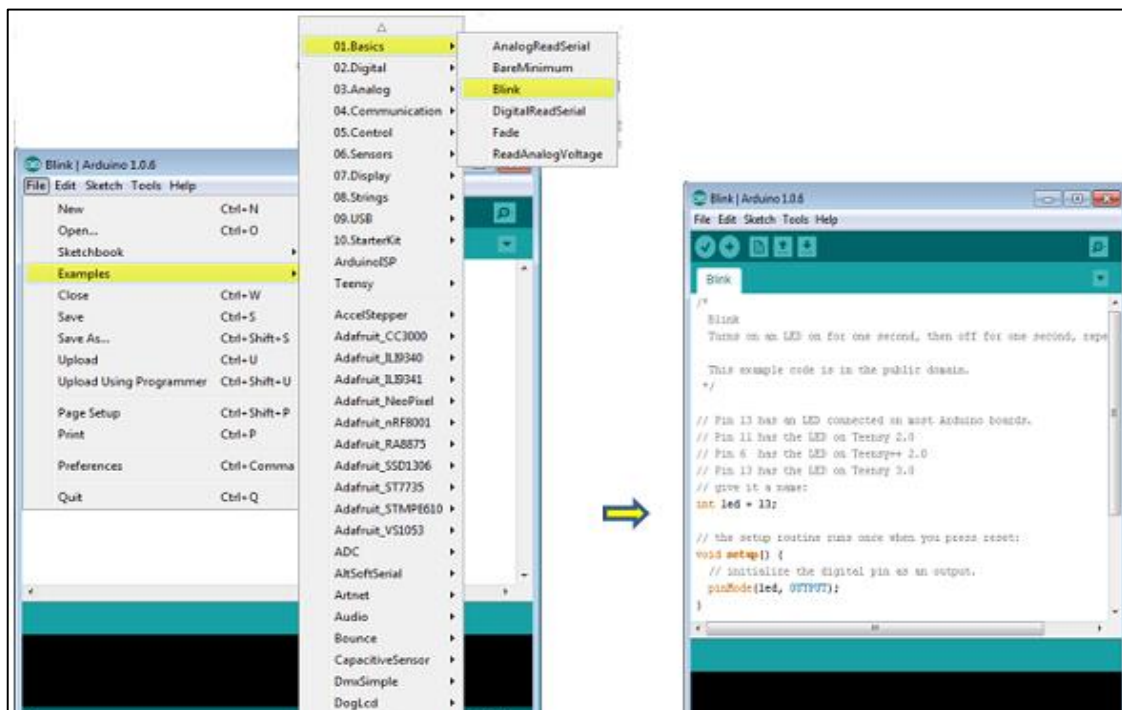 01.Basics
02.Digital
03.Analog
04.Communication
05.Control
06.Sensors
07.Display
08.Strings
09.USB
10.StarterKit
ArduinoISP
Teensy
AccelStepper
Adafruit_CC3000
Adafruit_ILI9340
Adafruit_ILI9341
Adafruit_NeoPixel
Adafruit_nRF8001
Adafruit_RA8875
Adafruit_SSD1306
Adafruit_ST7735
Adafruit_STMPE610
Adafruit_VS1053
ADC
AltSoftSerial
Artnet
Audio
Bounce
CapacitiveSensor
DmxSimple
DogLcd
AnalogReadSerial
BareMinimum
Blink
DigitalReadSerial
Fade
ReadAnalogVoltage
Blink | Arduino 1.0.6
File Edit Sketch Tools Help
New Ctrl+N
Open... Ctrl+O
Sketchbook
Examples
Close Ctrl+W
Save Ctrl+S
Save As... Ctrl+Shift+S
Upload Ctrl+U
Upload Using Programmer Ctrl+Shift+U
Page Setup Ctrl+Shift+P
Print Ctrl+P
Preferences Ctrl+Comma
Quit Ctrl+Q
Blink | Arduino 1.0.6
File Edit Sketch Tools Help
Blink
/*
Blink
Turns on an LED on for one second, then off for one second, repe
This example code is in the public domain.
*/
// Pin 13 has an LED connected on most Arduino boards.
// Pin 11 has the LED on Teensy 2.0
// Pin 6 has the LED on Teensy++ 2.0
// Pin 13 has the LED on Teensy 3.0
// give it a name:
int led = 13;
// the setup routine runs once when you press reset:
void setup() {
// initialize the digital pin as an output.
pinMode(led, OUTPUT);
}